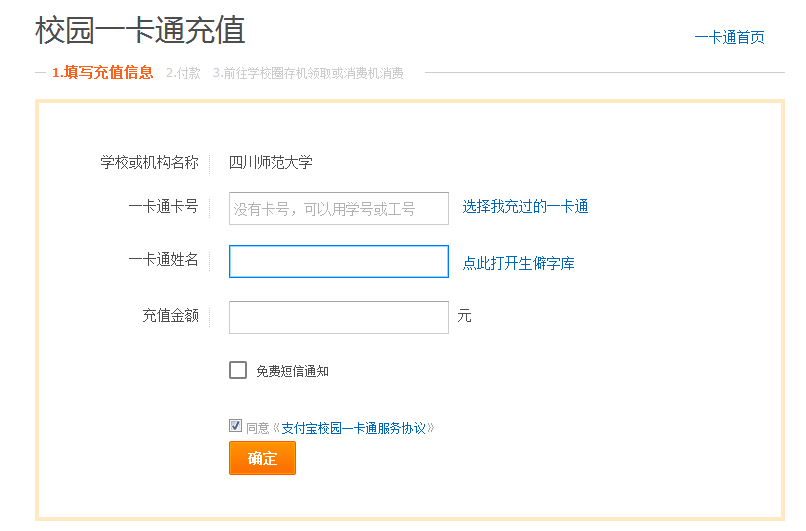 校园一卡通充值
一卡通首页
1.填写充值信息 2.付款 3.前往学校圈存机领取或消费机消费
学校或机构名称 四川师范大学
一卡通卡号 没有卡号，可以用学号或工号 选择我充过的一卡通
一卡通姓名 点此打开生僻字库
充值金额 元
免费短信通知
同意《支付宝校园一卡通服务协议》
确定